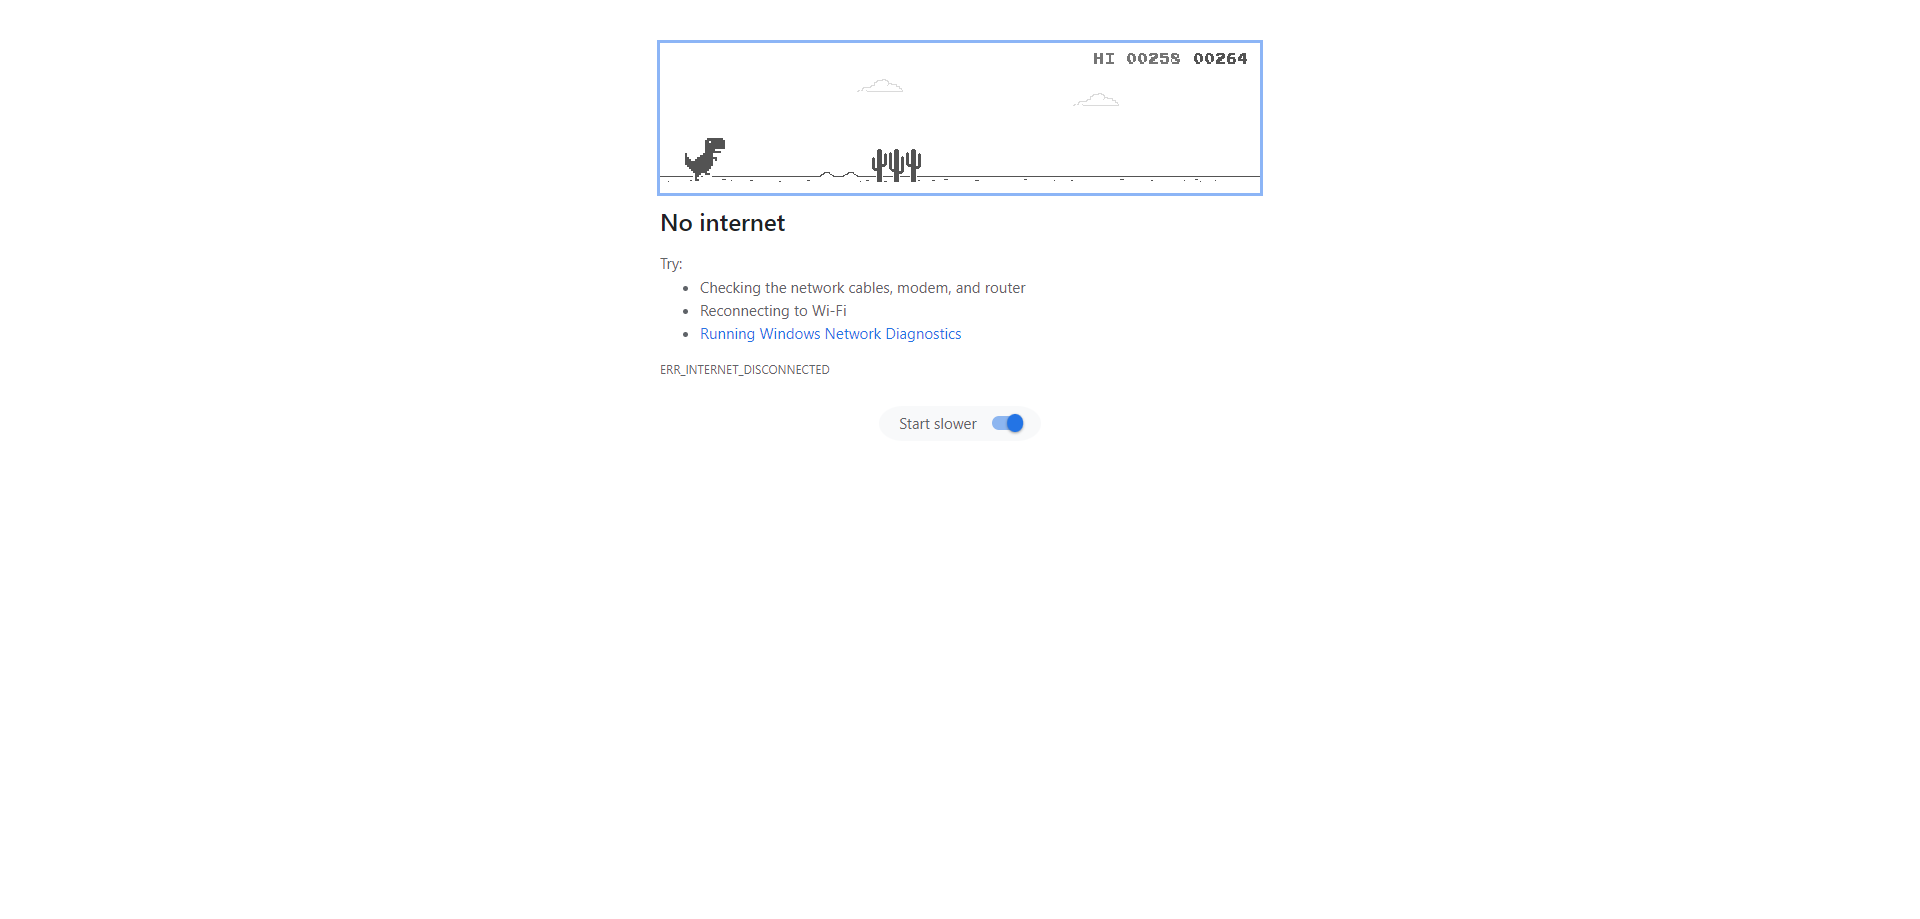 HI 00258 00264
No internet
Try:
Checking the network cables, modem, and router
Reconnecting to Wi-Fi
Running Windows Network Diagnostics
ERR_INTERNET_DISCONNECTED
Start slower